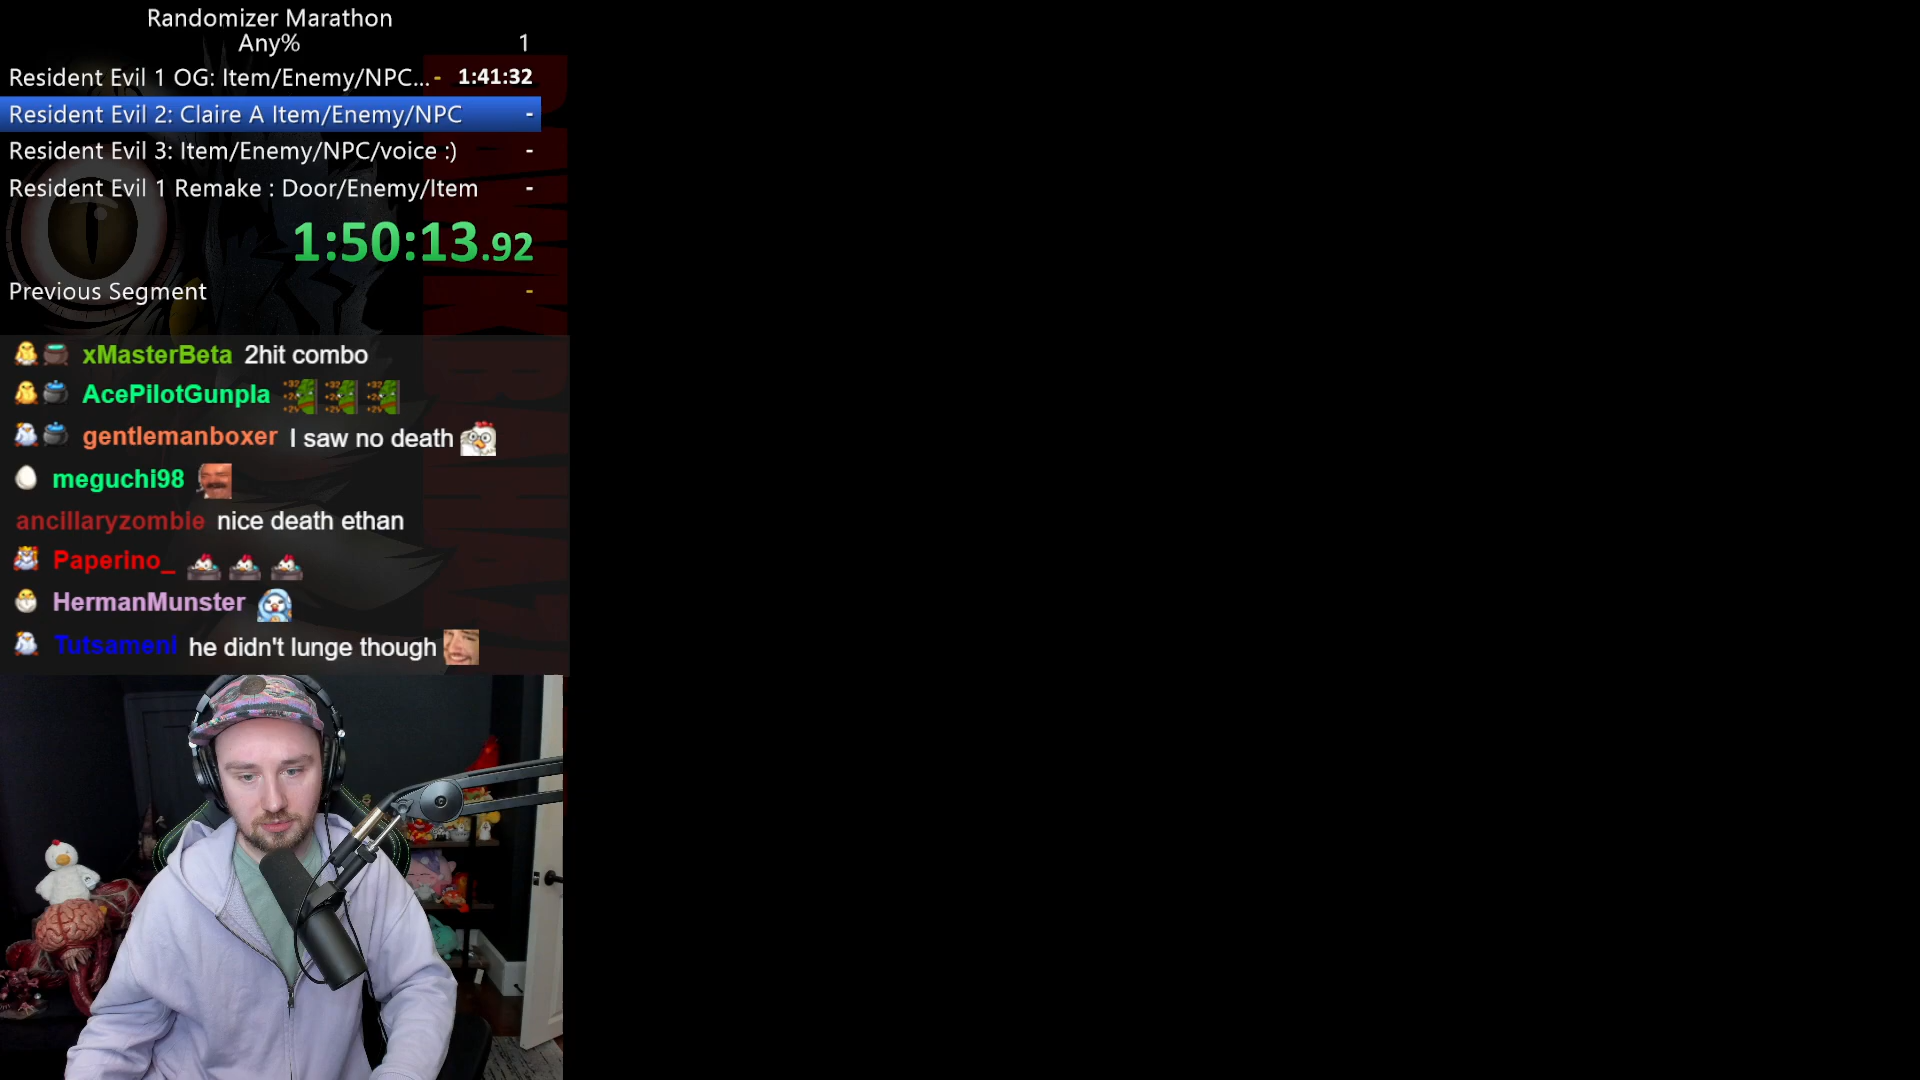 Randomizer Marathon
Any% 1
Resident Evil 1 OG: Item/Enemy/NPC... - 1:41:32
Resident Evil 2: Claire A Item/Enemy/NPC -
Resident Evil 3: Item/Enemy/NPC/voice :) -
Resident Evil 1 Remake : Door/Enemy/Item -
1:50:13.92
Previous Segment -
xMasterBeta 2hit combo
AcePilotGunpla
gentlemanboxer I saw no death
meguchi98
ancillaryzombie nice death ethan
Paperino_
HermanMunster
he didn't lunge though